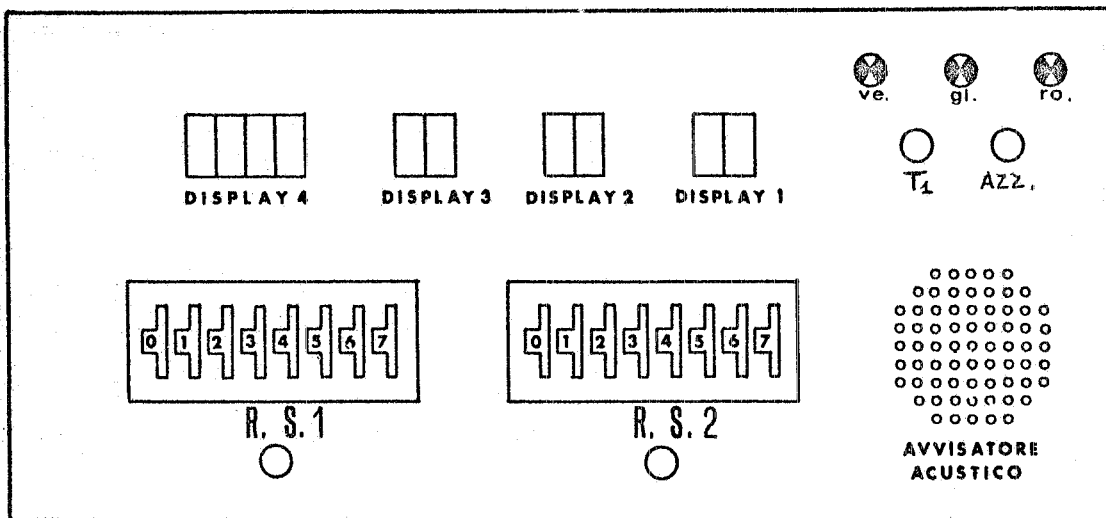 ve. gi. ro.
T1 AZZ.
DISPLAY 4 DISPLAY 3 DISPLAY 2 DISPLAY 1
0 1 2 3 4 5 6 7
0 1 2 3 4 5 6 7
R. S. 1
R. S. 2
AVVISATORE
ACUSTICO